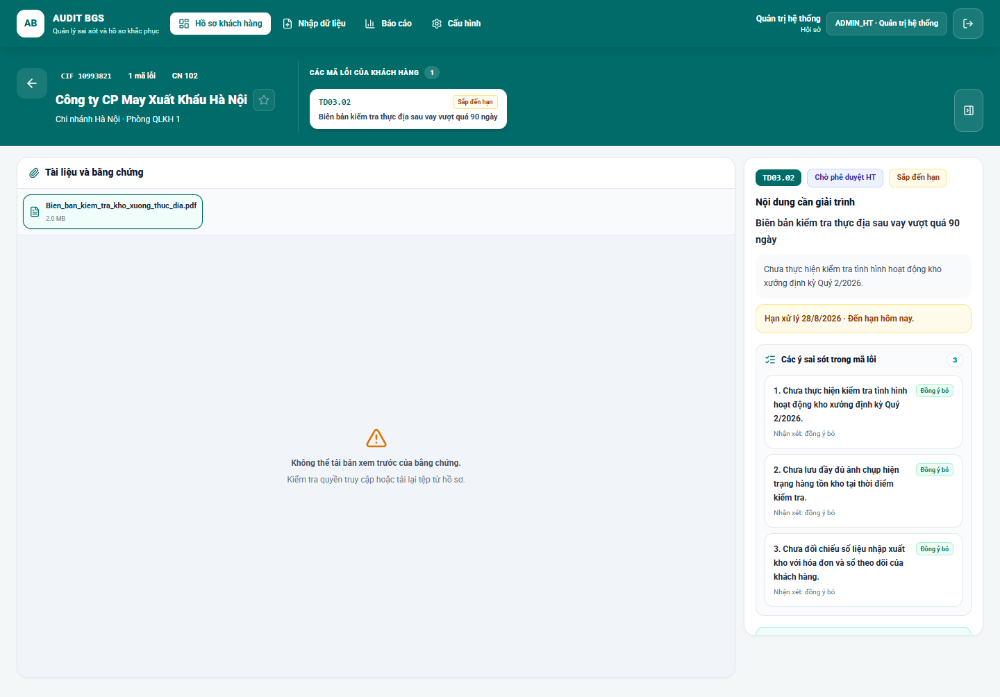 AB
AUDIT BGS
Quản lý sai sót và hồ sơ khắc phục
Hồ sơ khách hàng
Nhập dữ liệu
Báo cáo
Cấu hình
Quản trị hệ thống
Hội sở
ADMIN_HT · Quản trị hệ thống
CIF 10993821
1 mã lỗi
CN 102
Công ty CP May Xuất Khẩu Hà Nội
Chi nhánh Hà Nội · Phòng QLKH 1
CÁC MÃ LỖI CỦA KHÁCH HÀNG 1
TD03.02
Sắp đến hạn
Biên bản kiểm tra thực địa sau vay vượt quá 90 ngày
Tài liệu và bằng chứng
Bien_ban_kiem_tra_kho_xuong_thuc_dia.pdf
2.0 MB
Không thể tải bản xem trước của bằng chứng.
Kiểm tra quyền truy cập hoặc tải lại tệp từ hồ sơ.
TD03.02
Chờ phê duyệt HT
Sắp đến hạn
Nội dung cần giải trình
Biên bản kiểm tra thực địa sau vay vượt quá 90
ngày
Chưa thực hiện kiểm tra tình hình hoạt động kho
xưởng định kỳ Quý 2/2026.
Hạn xử lý 28/8/2026 · Đến hạn hôm nay.
Các ý sai sót trong mã lỗi
3
1. Chưa thực hiện kiểm tra tình hình
hoạt động kho xưởng định kỳ Quý
2/2026.
Đồng ý bỏ
Nhận xét: đồng ý bỏ
2. Chưa lưu đầy đủ ảnh chụp hiện
trạng hàng tồn kho tại thời điểm
kiểm tra.
Đồng ý bỏ
Nhận xét: đồng ý bỏ
3. Chưa đối chiếu số liệu nhập xuất
kho với hóa đơn và sổ theo dõi của
khách hàng.
Đồng ý bỏ
Nhận xét: đồng ý bỏ